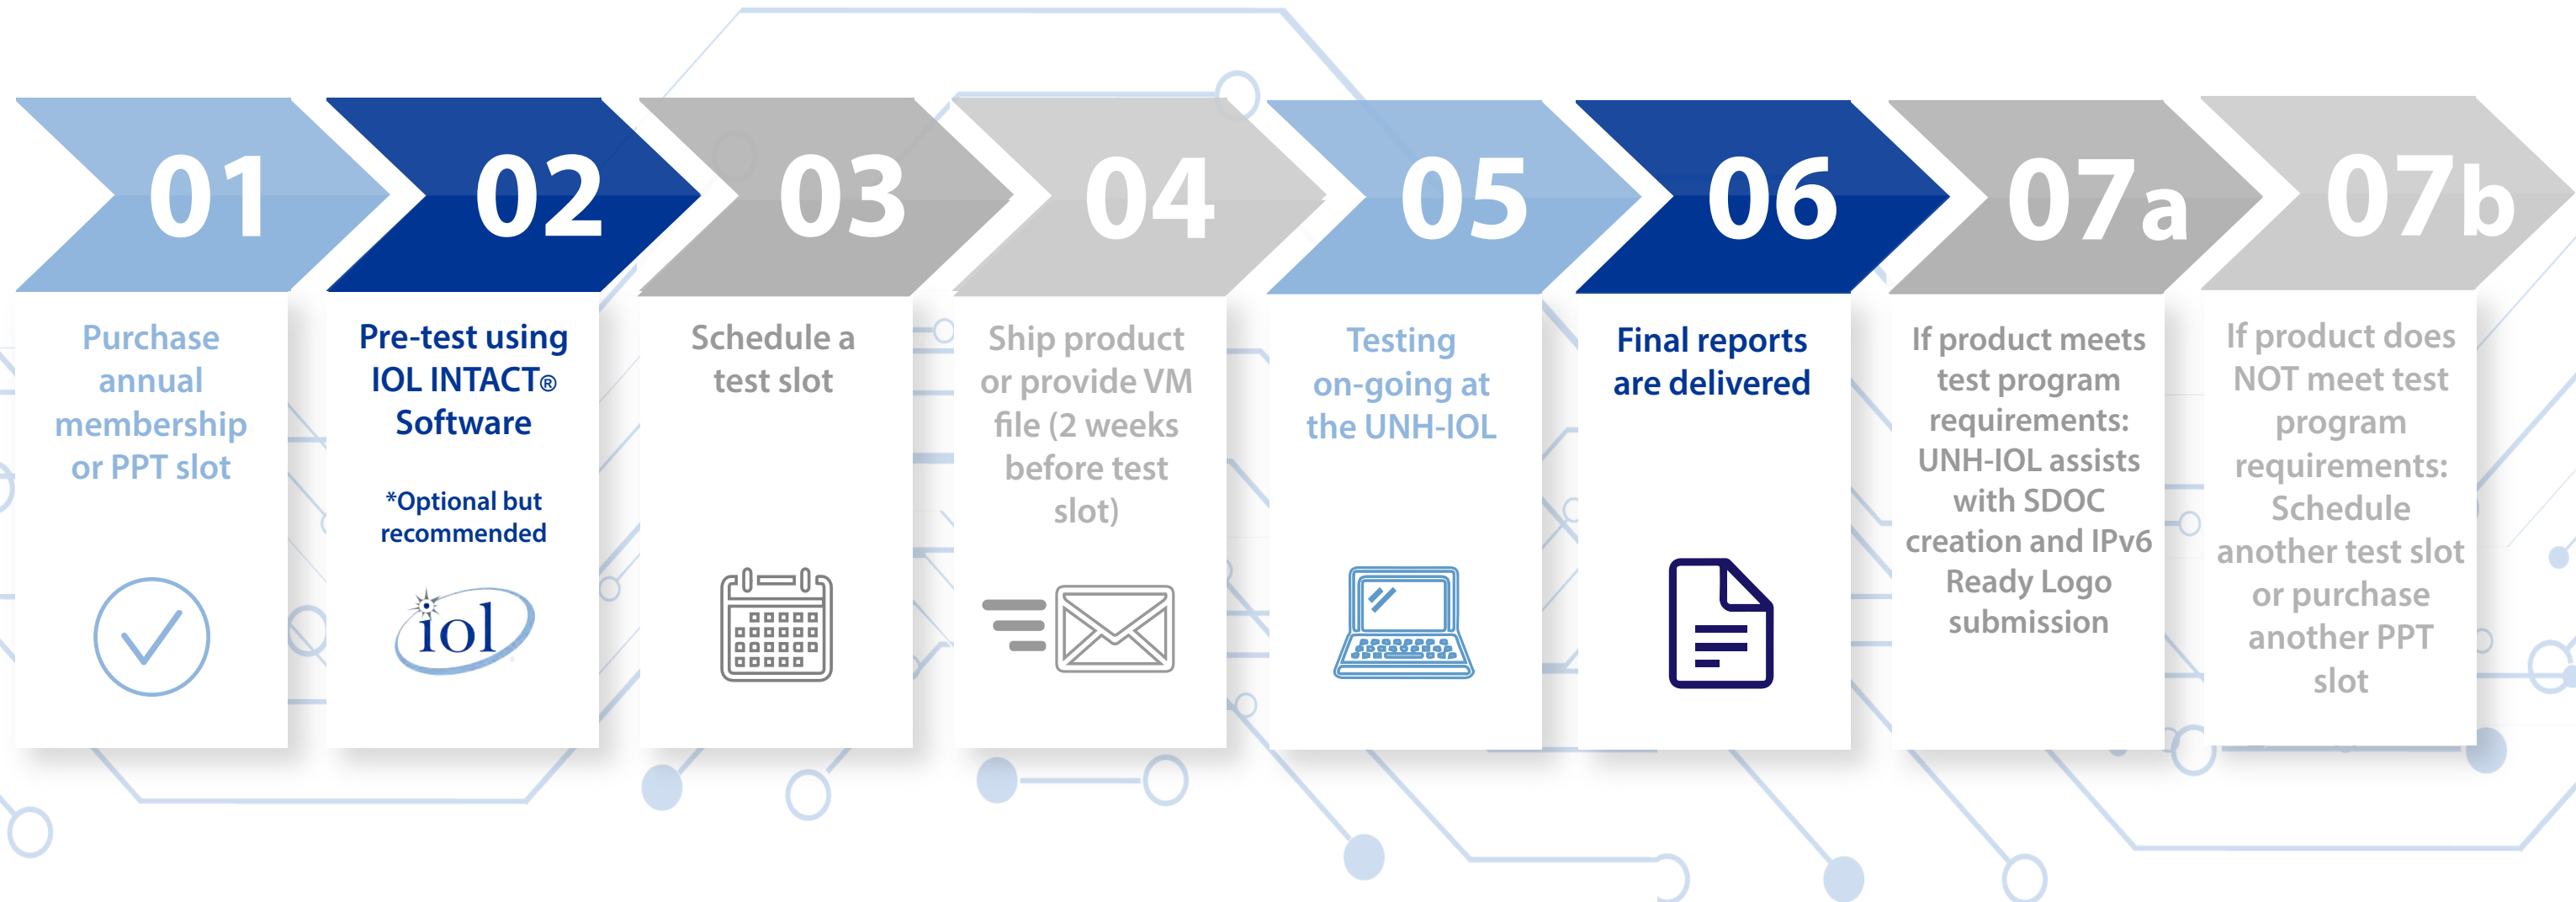 01
Purchase
annual
membership
or PPT slot
02
Pre-test using
IOL INTACT®
Software
*Optional but
recommended
iol
03
Schedule a
test slot
04
Ship product
or provide VM
file (2 weeks
before test
slot)
05
Testing
on-going at
the UNH-IOL
06
Final reports
are delivered
07a
If product meets
test program
requirements:
UNH-IOL assists
with SDOC
creation and IPv6
Ready Logo
submission
07b
If product does
NOT meet test
program
requirements:
Schedule
another test slot
or purchase
another PPT
slot